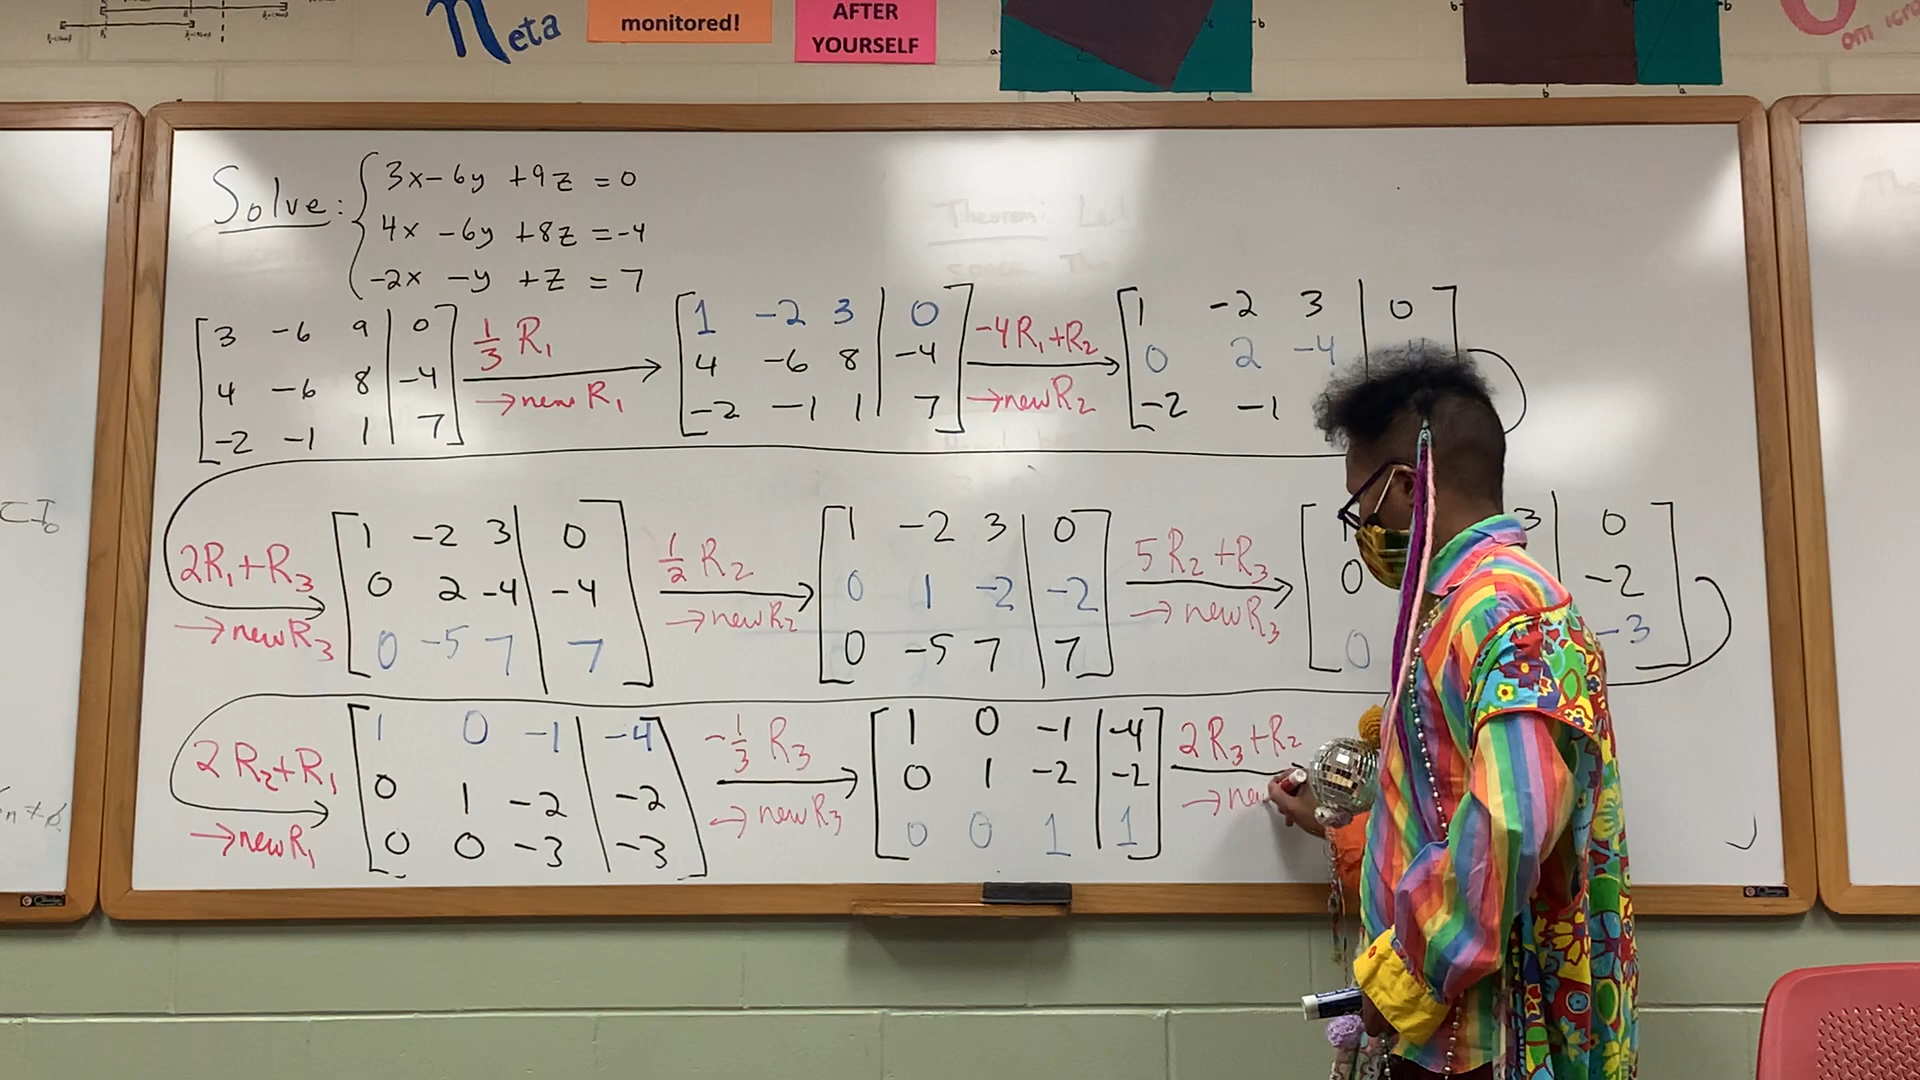 ηeta
monitored!
AFTER
YOURSELF
Solve: 3x-6y+9z=0
4x-6y+8z=-4
-2x-y+z=7
3 -6 9 | 0
4 -6 8 | -4
-2 -1 1 | 7
1/3 R₁
→new R₁
1 -2 3 | 0
4 -6 8 | -4
-2 -1 1 | 7
-4R₁+R₂
→new R₂
1 -2 3 | 0
0 2 -4
-2 -1
2R₁+R₃
→new R₃
1 -2 3 | 0
0 2 -4 | -4
0 -5 7 | 7
1/2 R₂
→new R₂
1 -2 3 | 0
0 1 -2 | -2
0 -5 7 | 7
5R₂+R₃
→new R₃
3 | 0
0 -2
0 -3
2R₂+R₁
→new R₁
1 0 -1 | -4
0 1 -2 | -2
0 0 -3 | -3
-1/3 R₃
→new R₃
1 0 -1 | -4
0 1 -2 | -2
0 0 1 | 1
2R₃+R₂
→new